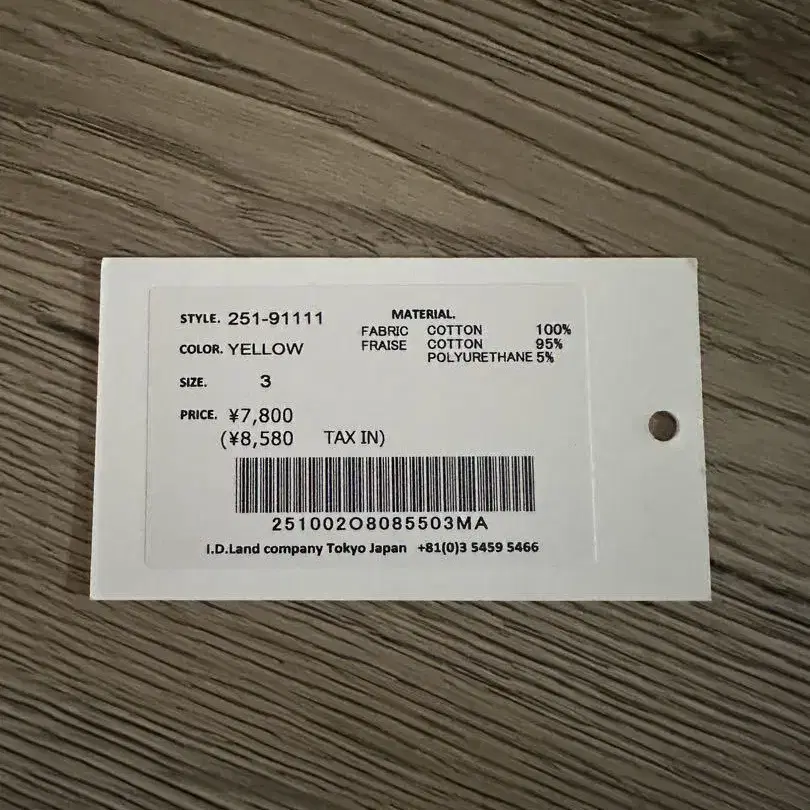 STYLE. 251-91111
COLOR. YELLOW
SIZE. 3
PRICE. ¥7,800
(¥8,580 TAX IN)
MATERIAL.
FABRIC COTTON 100%
FRAISE COTTON 95%
POLYURETHANE 5%
251002O8085503MA
I.D.Land company Tokyo Japan +81(0)3 5459 5466